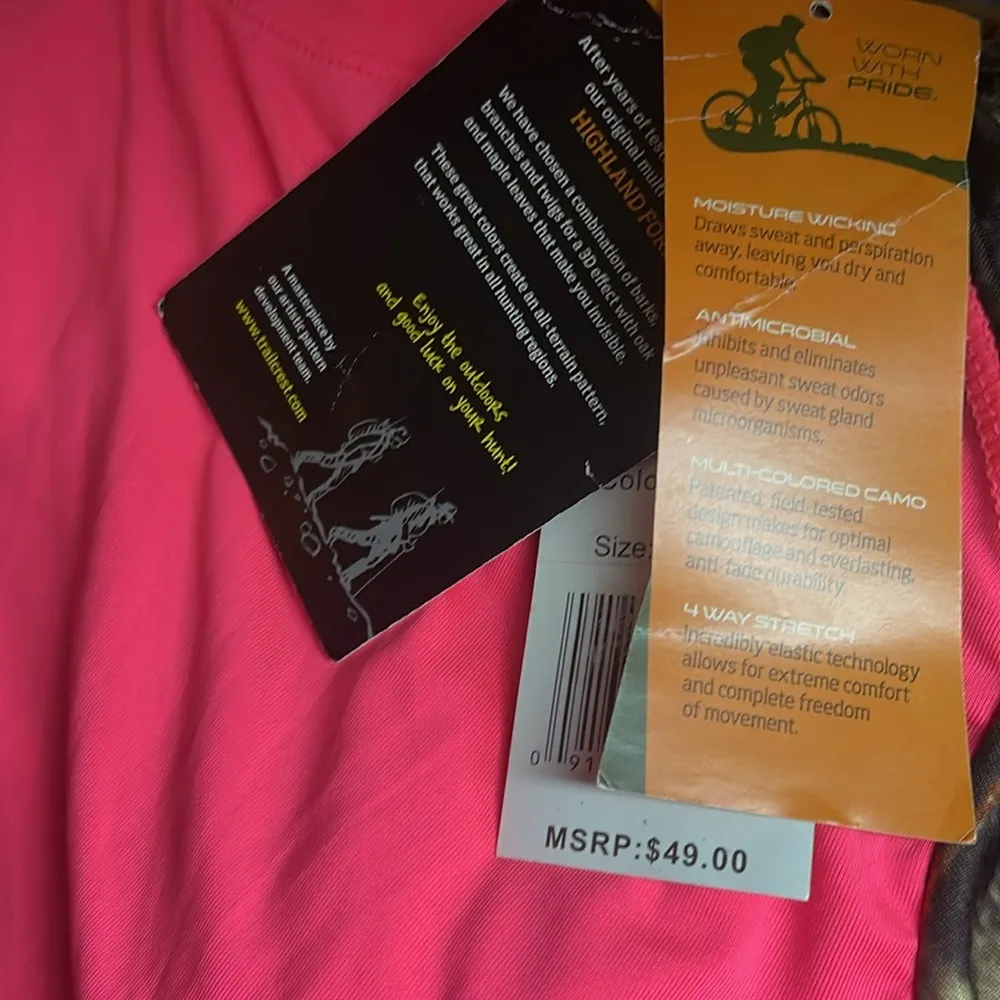 After years of
our original
HIGHLAND
We have chosen a combination of barks,
branches and twigs for a 3D effect with oak
and maple leaves that make you invisible.
These great colors create an all-terrain pattern,
that works great in all hunting regions.
Enjoy the outdoors
and good luck on your hunt!
A masterpiece by
our artistic pattern
development team.
www.trailcrest.com
WORN
WITH
PRIDE.
MOISTURE WICKING
Draws sweat and perspiration
away, leaving you dry and
comfortable.
ANTIMICROBIAL
Inhibits and eliminates
unpleasant sweat odors
caused by sweat gland
microorganisms.
MULTI-COLORED CAMO
Patented, field-tested
design makes for optimal
camouflage and everlasting,
anti-fade durability.
4 WAY STRETCH
Incredibly elastic technology
allows for extreme comfort
and complete freedom
of movement.
Size:
0 91
MSRP:$49.00